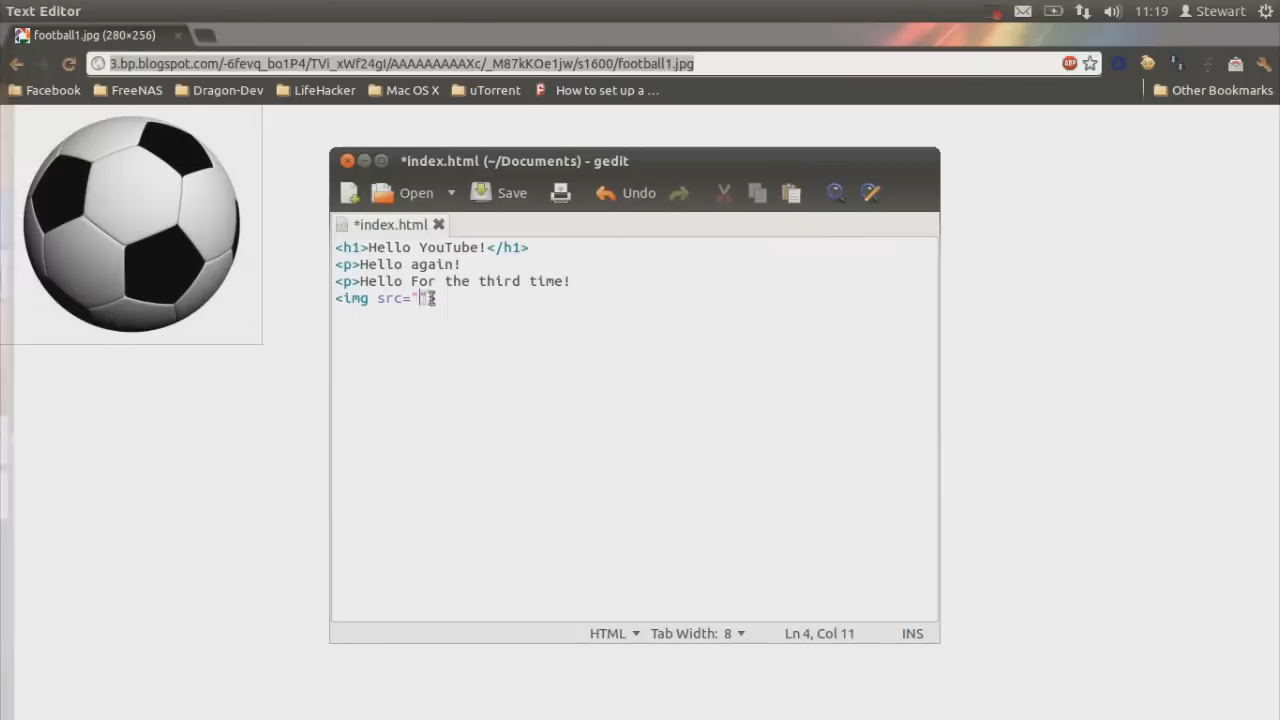 Text Editor
11:19
Stewart
football1.jpg (280×256)
3.bp.blogspot.com/-6fevq_bo1P4/TVi_xWf24gI/AAAAAAAAAXc/_M87kKOe1jw/s1600/football1.jpg
ABP
Facebook
FreeNAS
Dragon-Dev
LifeHacker
Mac OS X
uTorrent
How to set up a ...
Other Bookmarks
*index.html (~/Documents) - gedit
Open
Save
Undo
*index.html
<h1>Hello YouTube!</h1>
<p>Hello again!
<p>Hello For the third time!
<img src=""
HTML
Tab Width: 8
Ln 4, Col 11
INS